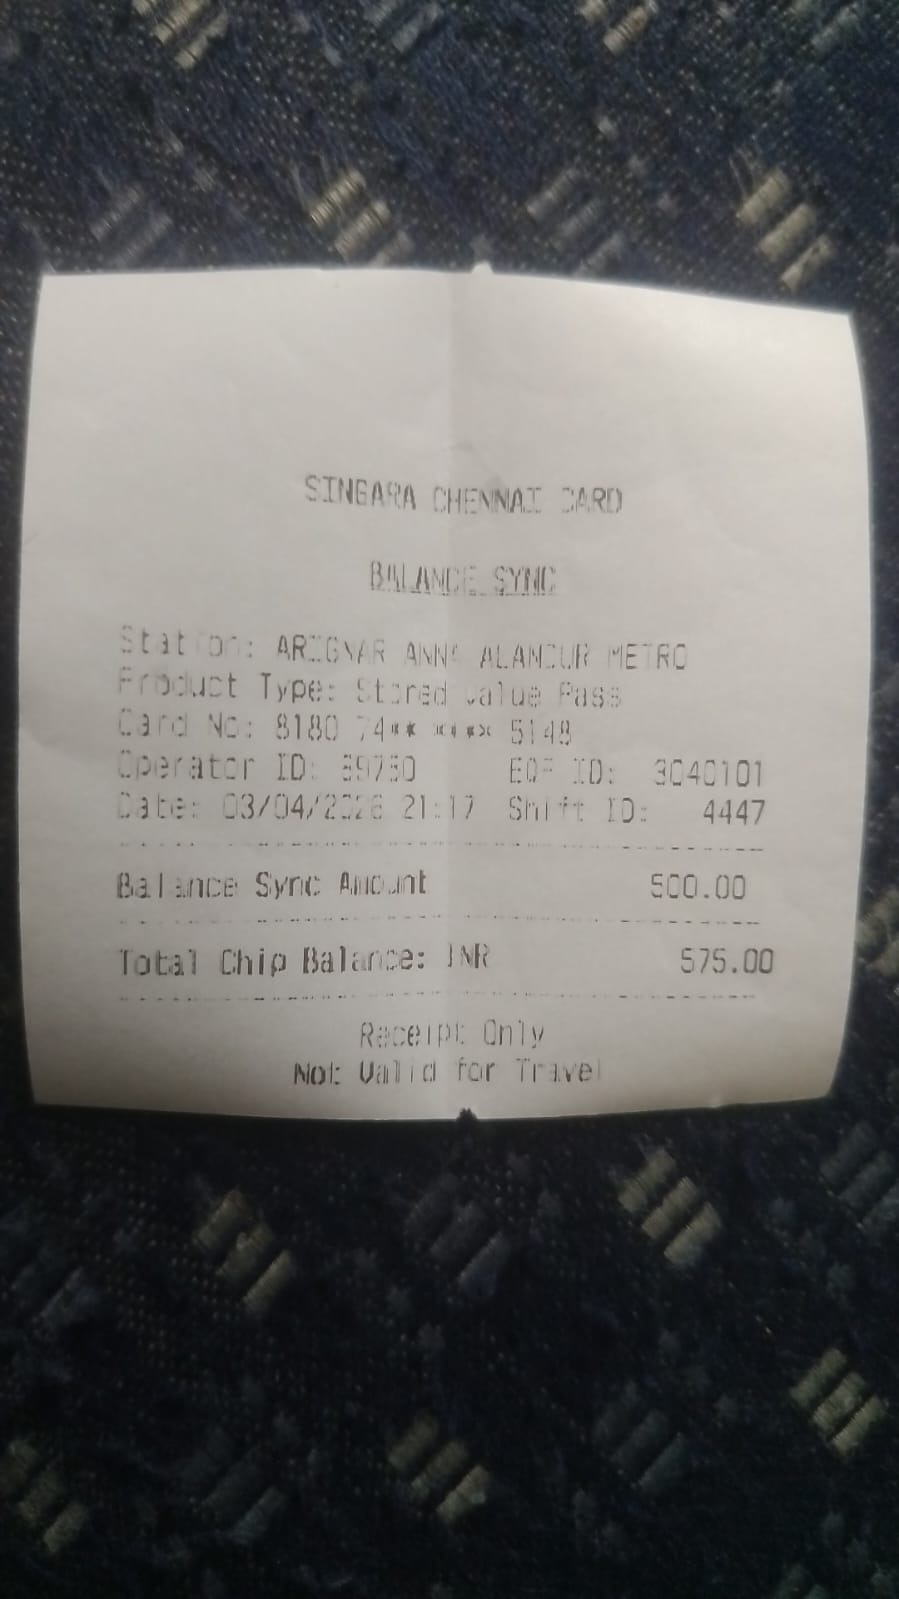 SINGARA CHENNAI CARD
BALANCE SYNC
Station: ARIGNAR ANNA ALANDUR METRO
Product Type: Stored Value Pass
Card No: 8180 74** **** 5148
Operator ID: EQP ID: 3040101
Date: 03/04/2026 21:17 Shift ID: 4447
Balance Sync Amount 500.00
Total Chip Balance: INR 575.00
Receipt Only
Not Valid for Travel